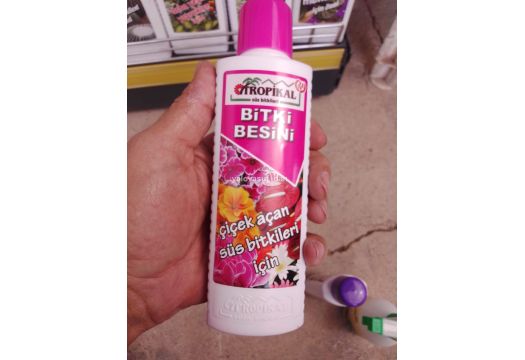 TROPİKAL
süs bitkileri
BİTKİ
BESİNİ
çiçek açan
süs bitkileri
için
TROPİKAL